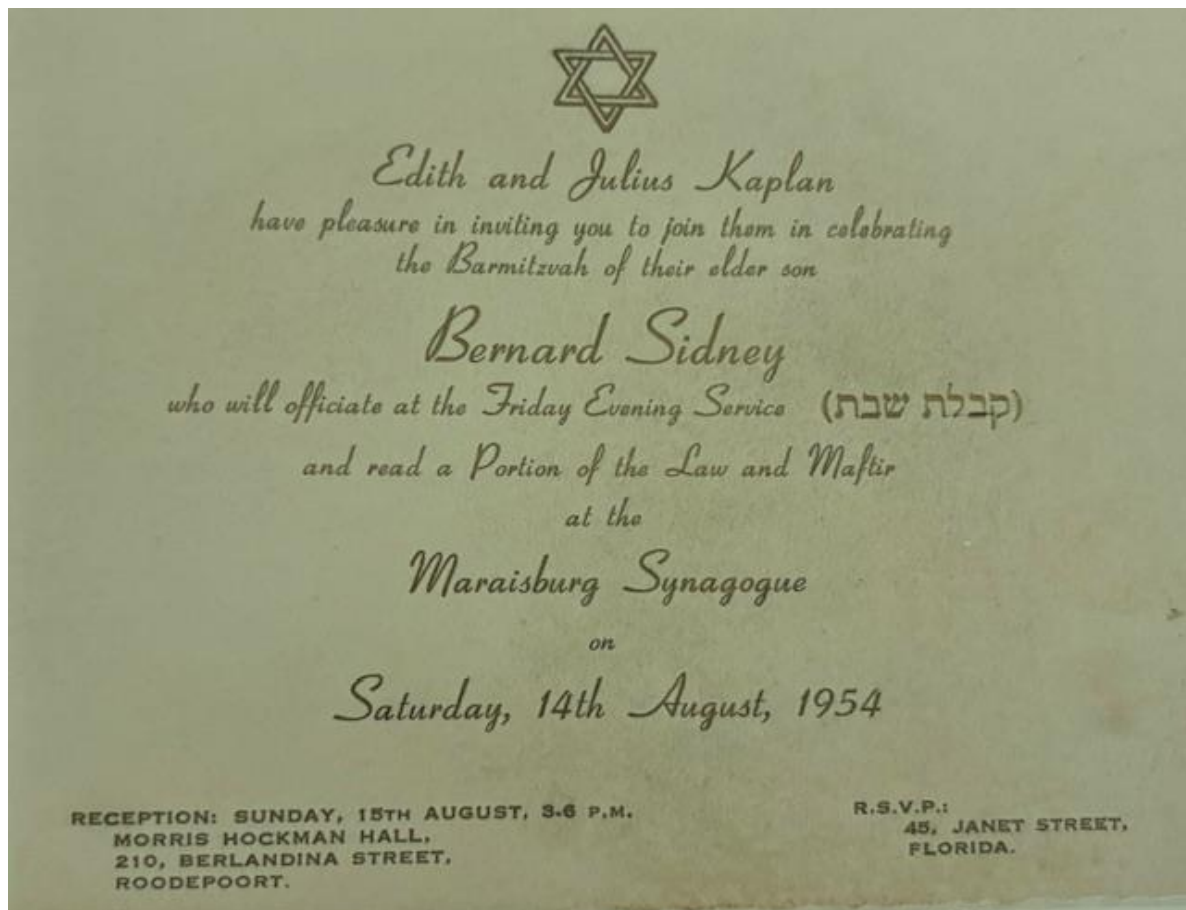 Edith and Julius Kaplan
have pleasure in inviting you to join them in celebrating
the Barmitzvah of their elder son
Bernard Sidney
who will officiate at the Friday Evening Service (קבלת שבת)
and read a Portion of the Law and Maftir
at the
Maraisburg Synagogue
on
Saturday, 14th August, 1954
RECEPTION: SUNDAY, 15TH AUGUST, 3-6 P.M.
MORRIS HOCKMAN HALL,
210, BERLANDINA STREET,
ROODEPOORT.
R.S.V.P.:
45, JANET STREET,
FLORIDA.